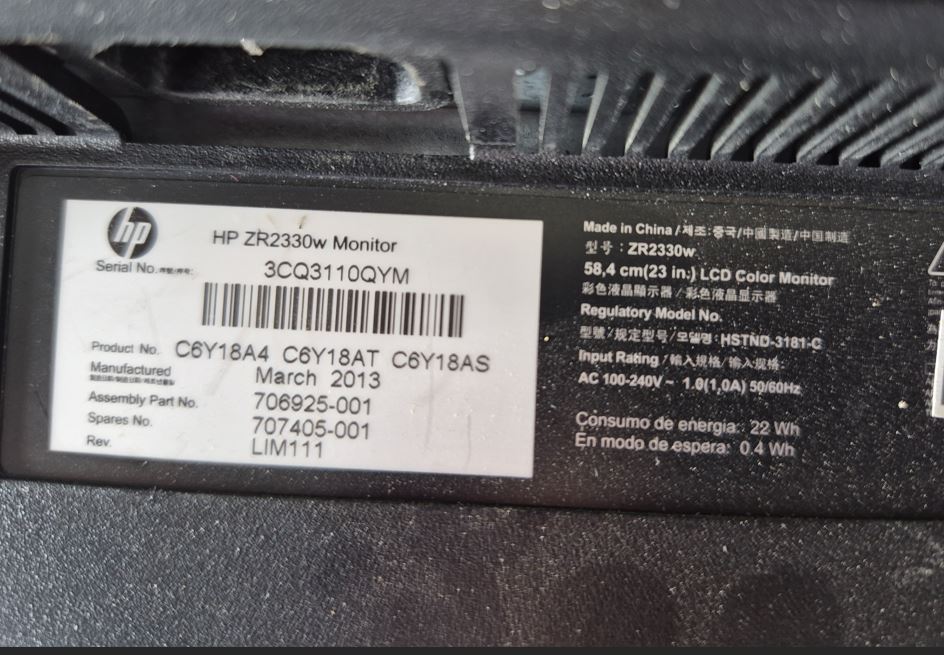 hp
HP ZR2330w Monitor
Serial No.
3CQ3110QYM
Product No. C6Y18A4 C6Y18AT C6Y18AS
Manufactured March 2013
Assembly Part No. 706925-001
Spares No. 707405-001
Rev. LIM111
Made in China / 제조: 중국 / 中國製造 / 中国制造
型号 : ZR2330w
58,4 cm(23 in.) LCD Color Monitor
彩色液晶顯示器 / 彩色液晶显示器
Regulatory Model No.
型號 / 规定型号 / 모델명 : HSTND-3181-C
Input Rating / 輸入規格 / 输入规格:
AC 100-240V ~ 1.0(1,0A) 50/60Hz
Consumo de energia: 22 Wh
En modo de espera: 0.4 Wh